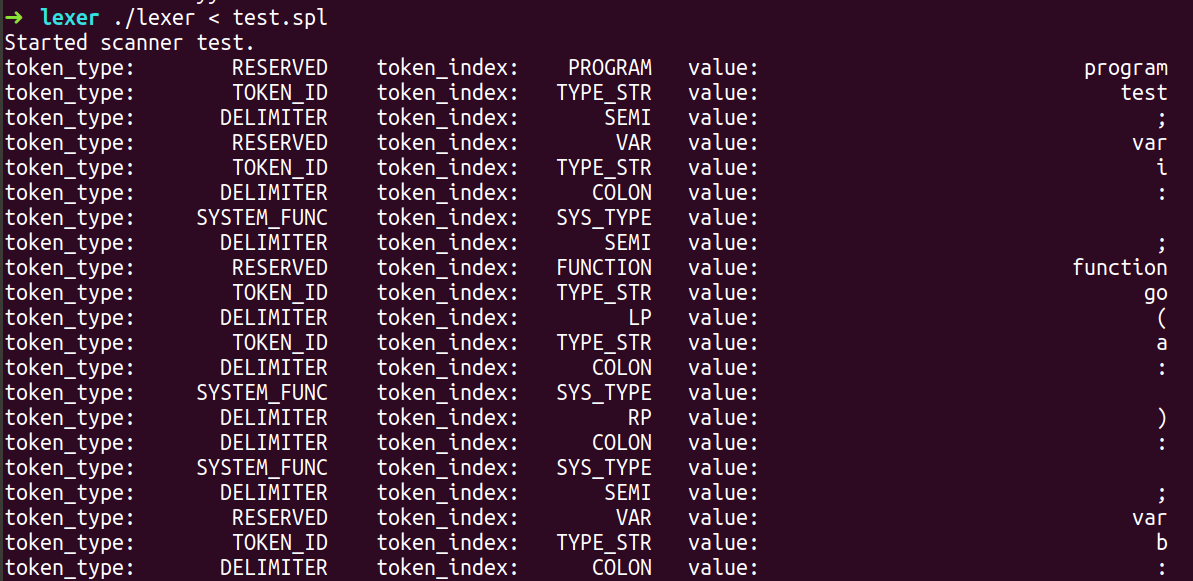 ➜ lexer ./lexer < test.spl
Started scanner test.
token_type: RESERVED token_index: PROGRAM value: program
token_type: TOKEN_ID token_index: TYPE_STR value: test
token_type: DELIMITER token_index: SEMI value: ;
token_type: RESERVED token_index: VAR value: var
token_type: TOKEN_ID token_index: TYPE_STR value: i
token_type: DELIMITER token_index: COLON value: :
token_type: SYSTEM_FUNC token_index: SYS_TYPE value:
token_type: DELIMITER token_index: SEMI value: ;
token_type: RESERVED token_index: FUNCTION value: function
token_type: TOKEN_ID token_index: TYPE_STR value: go
token_type: DELIMITER token_index: LP value: (
token_type: TOKEN_ID token_index: TYPE_STR value: a
token_type: DELIMITER token_index: COLON value: :
token_type: SYSTEM_FUNC token_index: SYS_TYPE value:
token_type: DELIMITER token_index: RP value: )
token_type: DELIMITER token_index: COLON value: :
token_type: SYSTEM_FUNC token_index: SYS_TYPE value:
token_type: DELIMITER token_index: SEMI value: ;
token_type: RESERVED token_index: VAR value: var
token_type: TOKEN_ID token_index: TYPE_STR value: b
token_type: DELIMITER token_index: COLON value: :